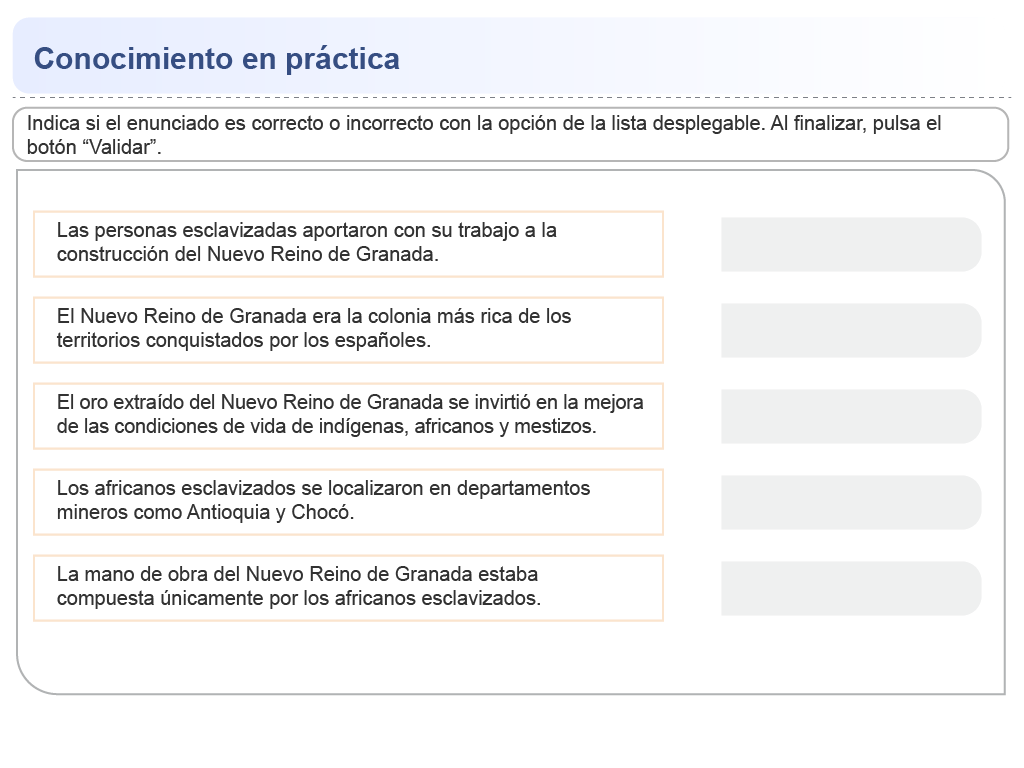 Conocimiento en práctica
Indica si el enunciado es correcto o incorrecto con la opción de la lista desplegable. Al finalizar, pulsa el
botón “Validar”.
Las personas esclavizadas aportaron con su trabajo a la
construcción del Nuevo Reino de Granada.
El Nuevo Reino de Granada era la colonia más rica de los
territorios conquistados por los españoles.
El oro extraído del Nuevo Reino de Granada se invirtió en la mejora
de las condiciones de vida de indígenas, africanos y mestizos.
Los africanos esclavizados se localizaron en departamentos
mineros como Antioquia y Chocó.
La mano de obra del Nuevo Reino de Granada estaba
compuesta únicamente por los africanos esclavizados.